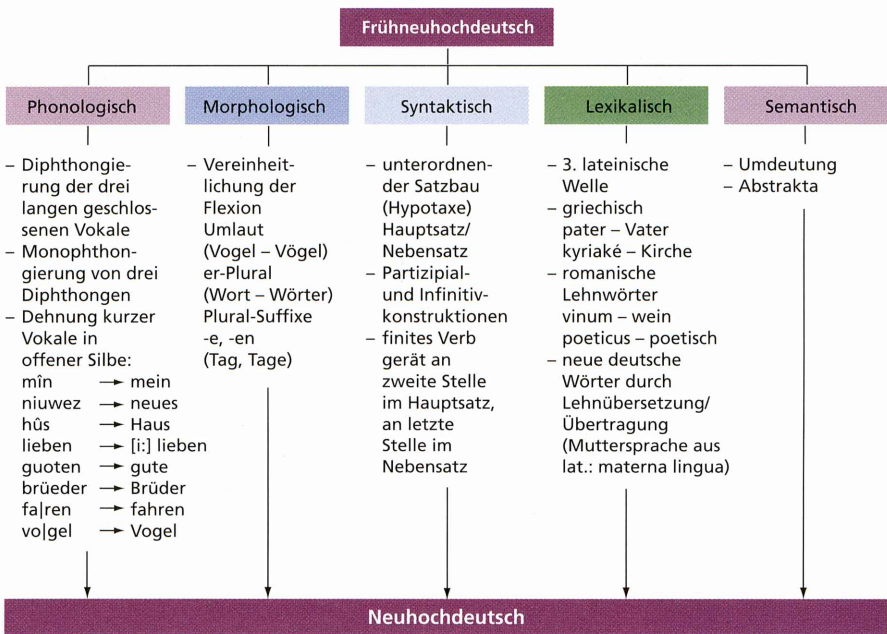 Frühneuhochdeutsch
Phonologisch
– Diphthongie-
rung der drei
langen geschlos-
senen Vokale
– Monophthon-
gierung von drei
Diphthongen
– Dehnung kurzer
Vokale in
offener Silbe:
mîn → mein
niuwez → neues
hûs → Haus
lieben → [i:] lieben
guoten → gute
brüeder → Brüder
fa|ren → fahren
vo|gel → Vogel
Morphologisch
– Vereinheit-
lichung der
Flexion
Umlaut
(Vogel – Vögel)
er-Plural
(Wort – Wörter)
Plural-Suffixe
-e, -en
(Tag, Tage)
Syntaktisch
– unterordnen-
der Satzbau
(Hypotaxe)
Hauptsatz/
Nebensatz
– Partizipial-
und Infinitiv-
konstruktionen
– finites Verb
gerät an
zweite Stelle
im Hauptsatz,
an letzte
Stelle im
Nebensatz
Lexikalisch
– 3. lateinische
Welle
– griechisch
pater – Vater
kyriaké – Kirche
– romanische
Lehnwörter
vinum – wein
poeticus – poetisch
– neue deutsche
Wörter durch
Lehnübersetzung/
Übertragung
(Muttersprache aus
lat.: materna lingua)
Semantisch
– Umdeutung
– Abstrakta
Neuhochdeutsch